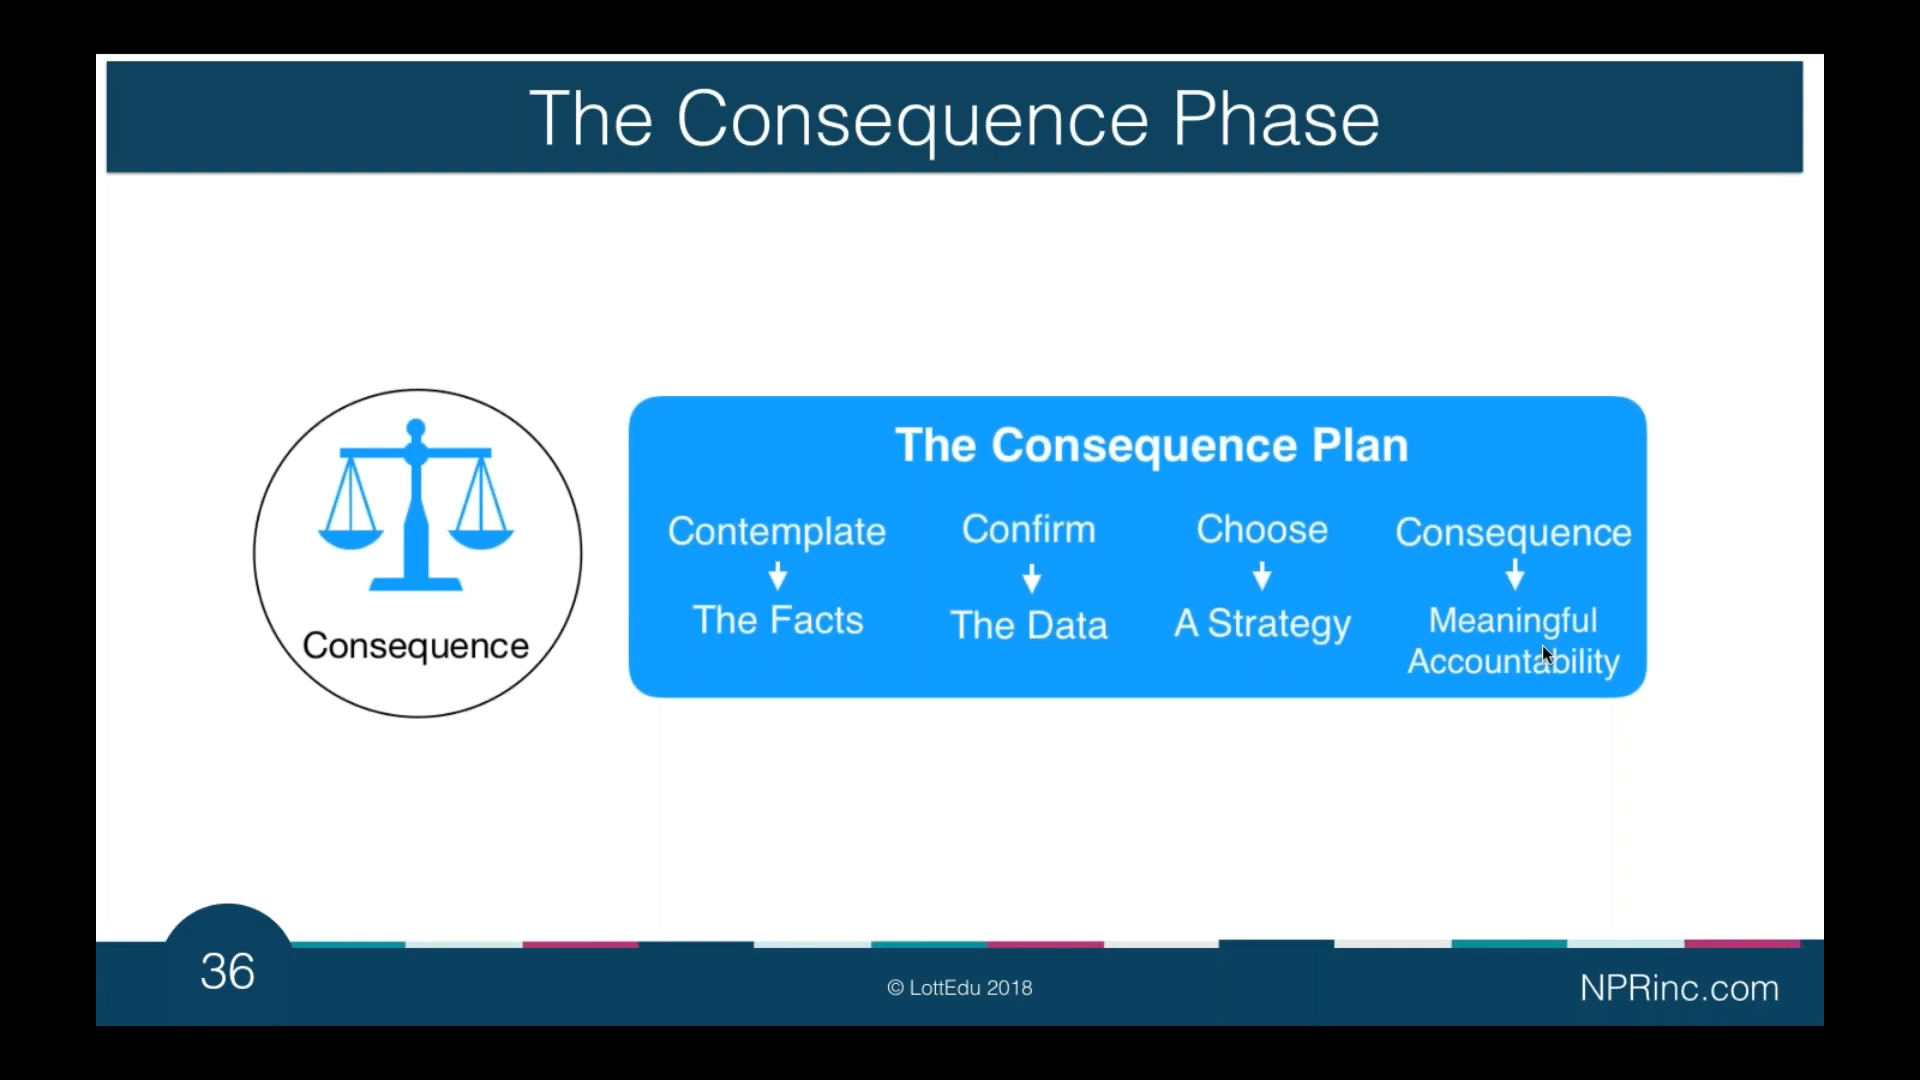 The Consequence Phase
Consequence
The Consequence Plan
Contemplate
The Facts
Confirm
The Data
Choose
A Strategy
Consequence
Meaningful
Accountability
36
© LottEdu 2018
NPRinc.com